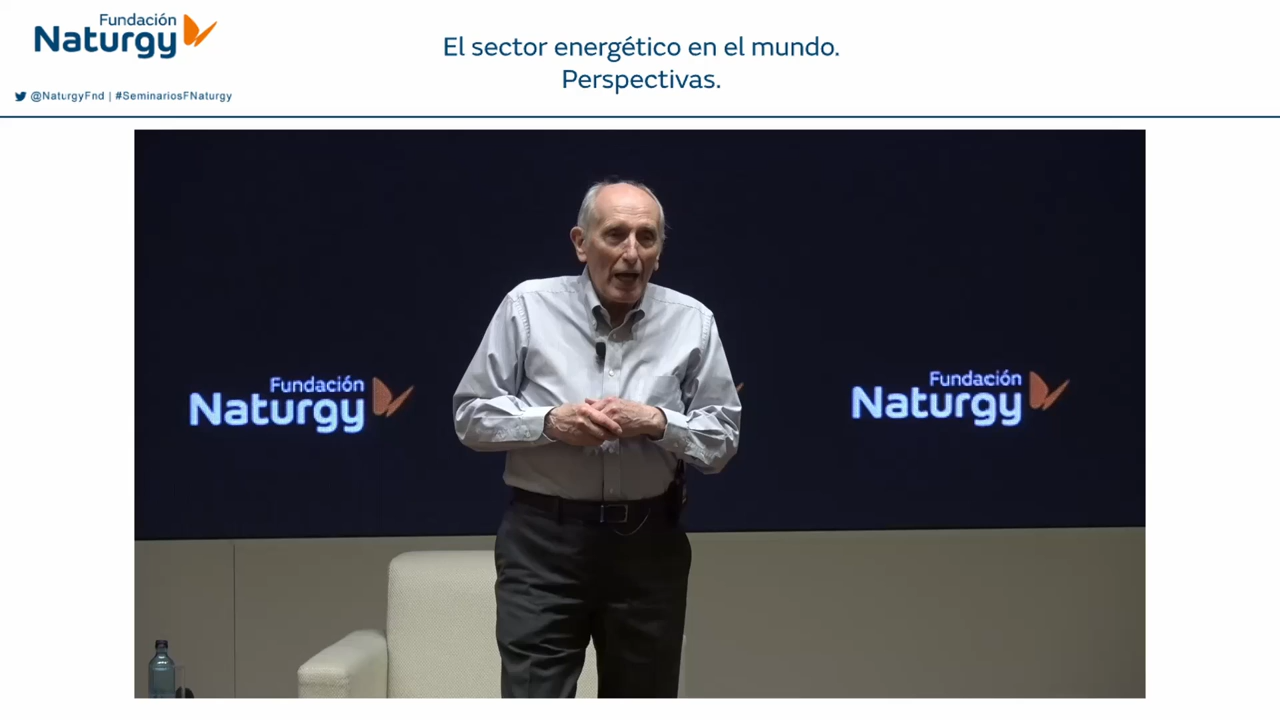 Fundación
Naturgy
@NaturgyFnd | #SeminariosFNaturgy
El sector energético en el mundo.
Perspectivas.
Fundación
Naturgy
Fundación
Naturgy